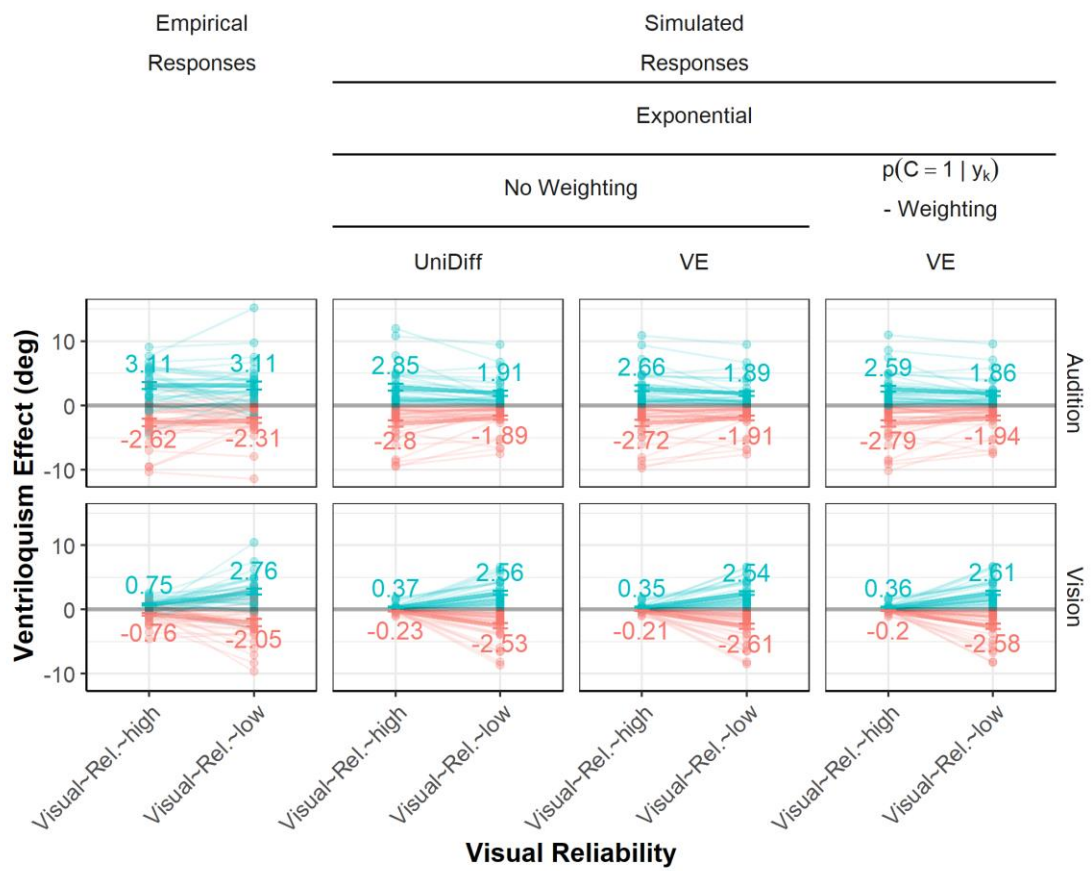 Empirical
Responses
Simulated
Responses
Exponential
No Weighting
p(C = 1 | yₖ)
- Weighting
UniDiff
VE
VE
Ventriloquism Effect (deg)
10
0
-10
3.11
3.11
-2.62
-2.31
2.85
1.91
-2.8
-1.89
2.66
1.89
-2.72
-1.91
2.59
1.86
-2.79
-1.94
Audition
10
0
-10
0.75
2.76
-0.76
-2.05
0.37
2.56
-0.23
-2.53
0.35
2.54
-0.21
-2.61
0.36
2.61
-0.2
-2.58
Vision
Visual~Rel.~high
Visual~Rel.~low
Visual~Rel.~high
Visual~Rel.~low
Visual~Rel.~high
Visual~Rel.~low
Visual~Rel.~high
Visual~Rel.~low
Visual Reliability